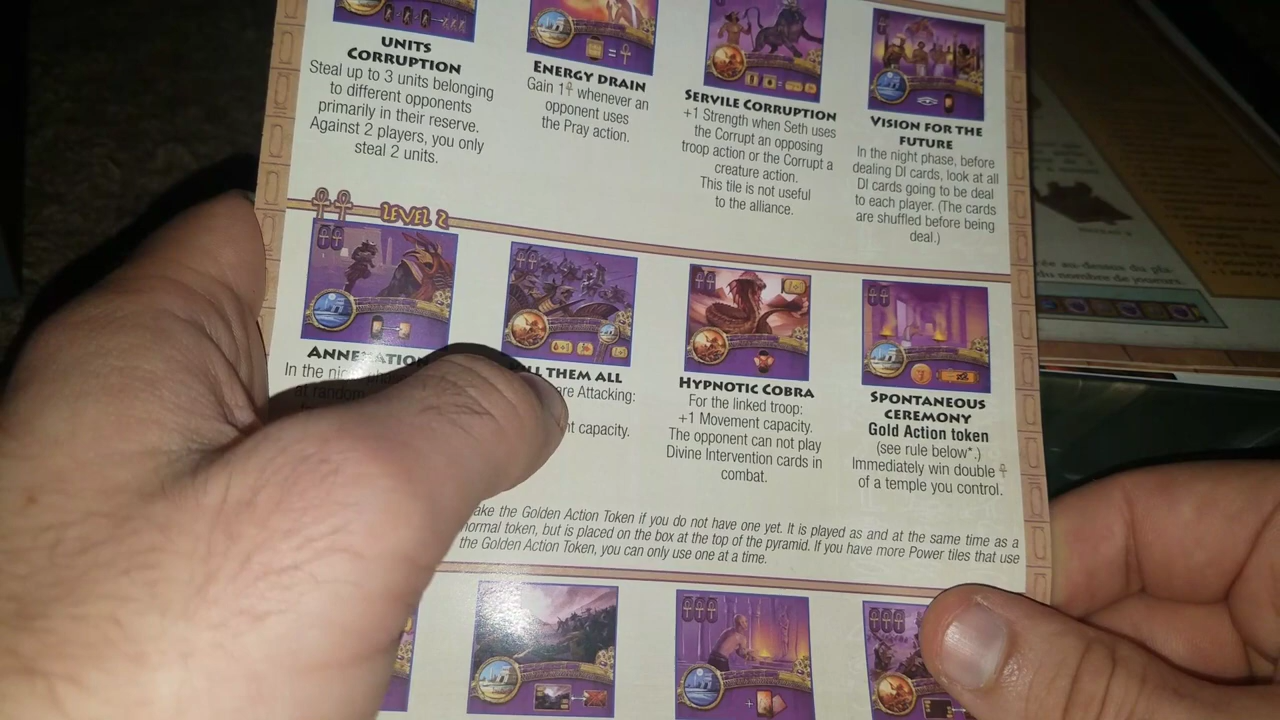 UNITS
CORRUPTION
Steal up to 3 units belonging
to different opponents
primarily in their reserve.
Against 2 players, you only
steal 2 units.
ENERGY DRAIN
Gain 1☥ whenever an
opponent uses
the Pray action.
SERVILE CORRUPTION
+1 Strength when Seth uses
the Corrupt an opposing
troop action or the Corrupt a
creature action.
This tile is not useful
to the alliance.
VISION FOR THE
FUTURE
In the night phase, before
dealing DI cards, look at all
DI cards going to be deal
to each player. (The cards
are shuffled before being
deal.)
LEVEL 2
In the
at random
THEM ALL
Attacking:
capacity.
HYPNOTIC COBRA
For the linked troop:
+1 Movement capacity.
The opponent can not play
Divine Intervention cards in
combat.
SPONTANEOUS
CEREMONY
Gold Action token
(see rule below*.)
Immediately win double ☥
of a temple you control.
the Golden Action Token if you do not have one yet. It is played as and at the same time as a
normal token, but is placed on the box at the top of the pyramid. If you have more Power tiles that use
the Golden Action Token, you can only use one at a time.
au-dessus du
du nombre de joueurs.